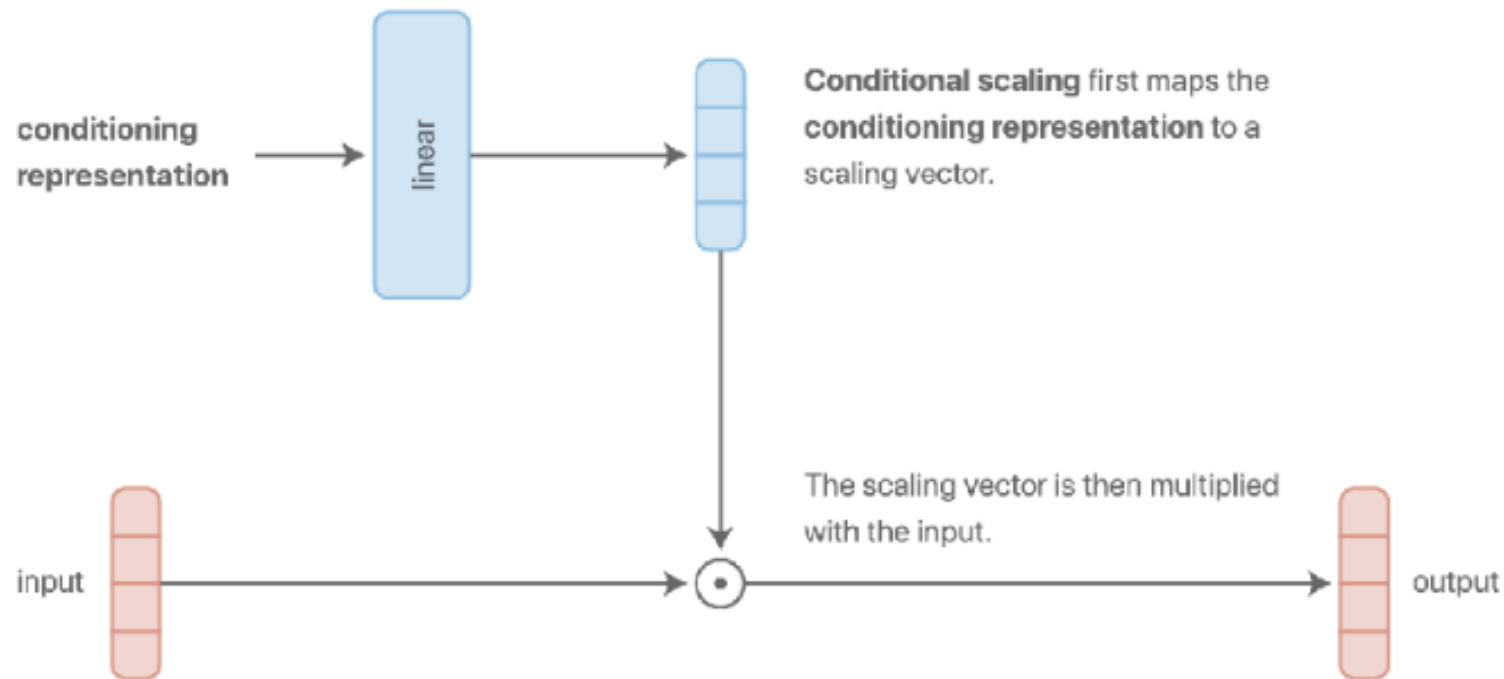 conditioning
representation
linear
Conditional scaling first maps the
conditioning representation to a
scaling vector.
The scaling vector is then multiplied
with the input.
input
output